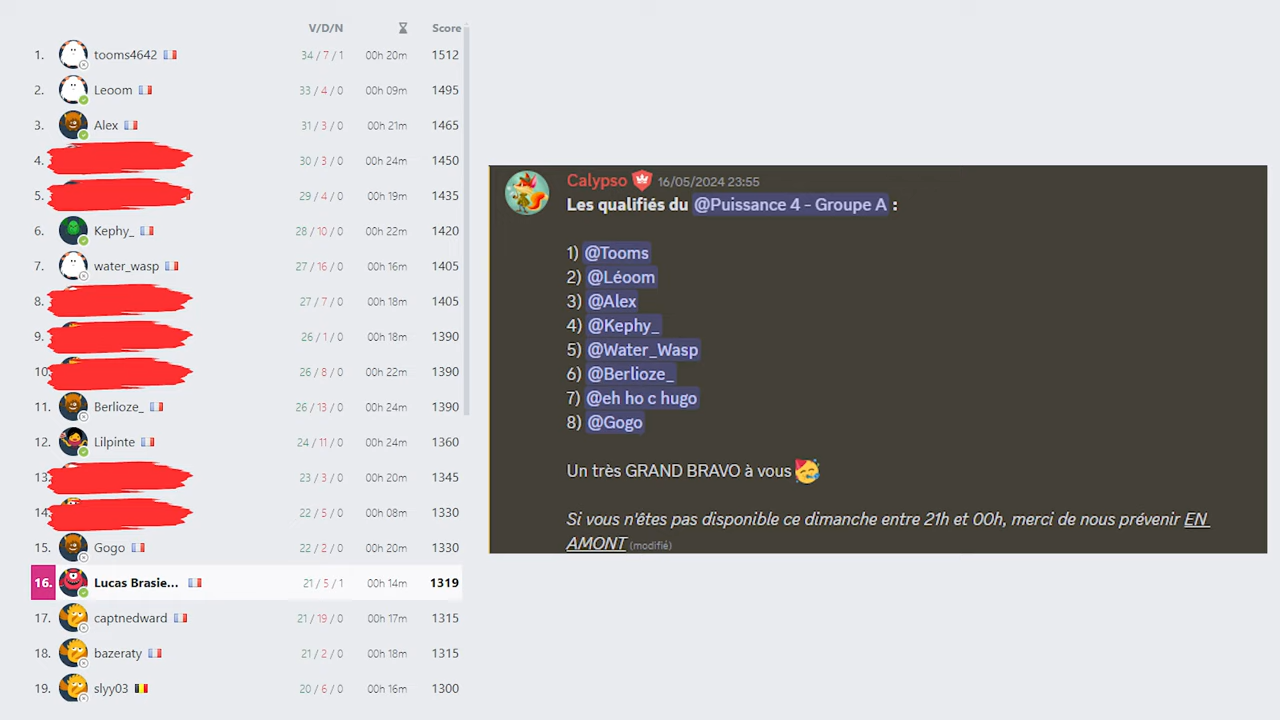 V/D/N Score
1. tooms4642 34 / 7 / 1 00h 20m 1512
2. Leoom 33 / 4 / 0 00h 09m 1495
3. Alex 31 / 3 / 0 00h 21m 1465
4. 30 / 3 / 0 00h 24m 1450
5. 29 / 4 / 0 00h 19m 1435
6. Kephy_ 28 / 10 / 0 00h 22m 1420
7. water_wasp 27 / 16 / 0 00h 16m 1405
8. 27 / 7 / 0 00h 18m 1405
9. 26 / 1 / 0 00h 18m 1390
10. 26 / 8 / 0 00h 22m 1390
11. Berlioze_ 26 / 13 / 0 00h 24m 1390
12. Lilpinte 24 / 11 / 0 00h 24m 1360
13. 23 / 3 / 0 00h 21m 1345
14. 22 / 5 / 0 00h 08m 1330
15. Gogo 22 / 2 / 0 00h 20m 1330
16. Lucas Brasie... 21 / 5 / 1 00h 14m 1319
17. captnedward 21 / 19 / 0 00h 17m 1315
18. bazeraty 21 / 2 / 0 00h 18m 1315
19. slyy03 20 / 6 / 0 00h 16m 1300
Calypso 16/05/2024 23:55
Les qualifiés du @Puissance 4 - Groupe A :
1) @Tooms
2) @Léoom
3) @Alex
4) @Kephy_
5) @Water_Wasp
6) @Berlioze_
7) @eh ho c hugo
8) @Gogo
Un très GRAND BRAVO à vous 🥳
Si vous n'êtes pas disponible ce dimanche entre 21h et 00h, merci de nous prévenir EN
AMONT (modifié)